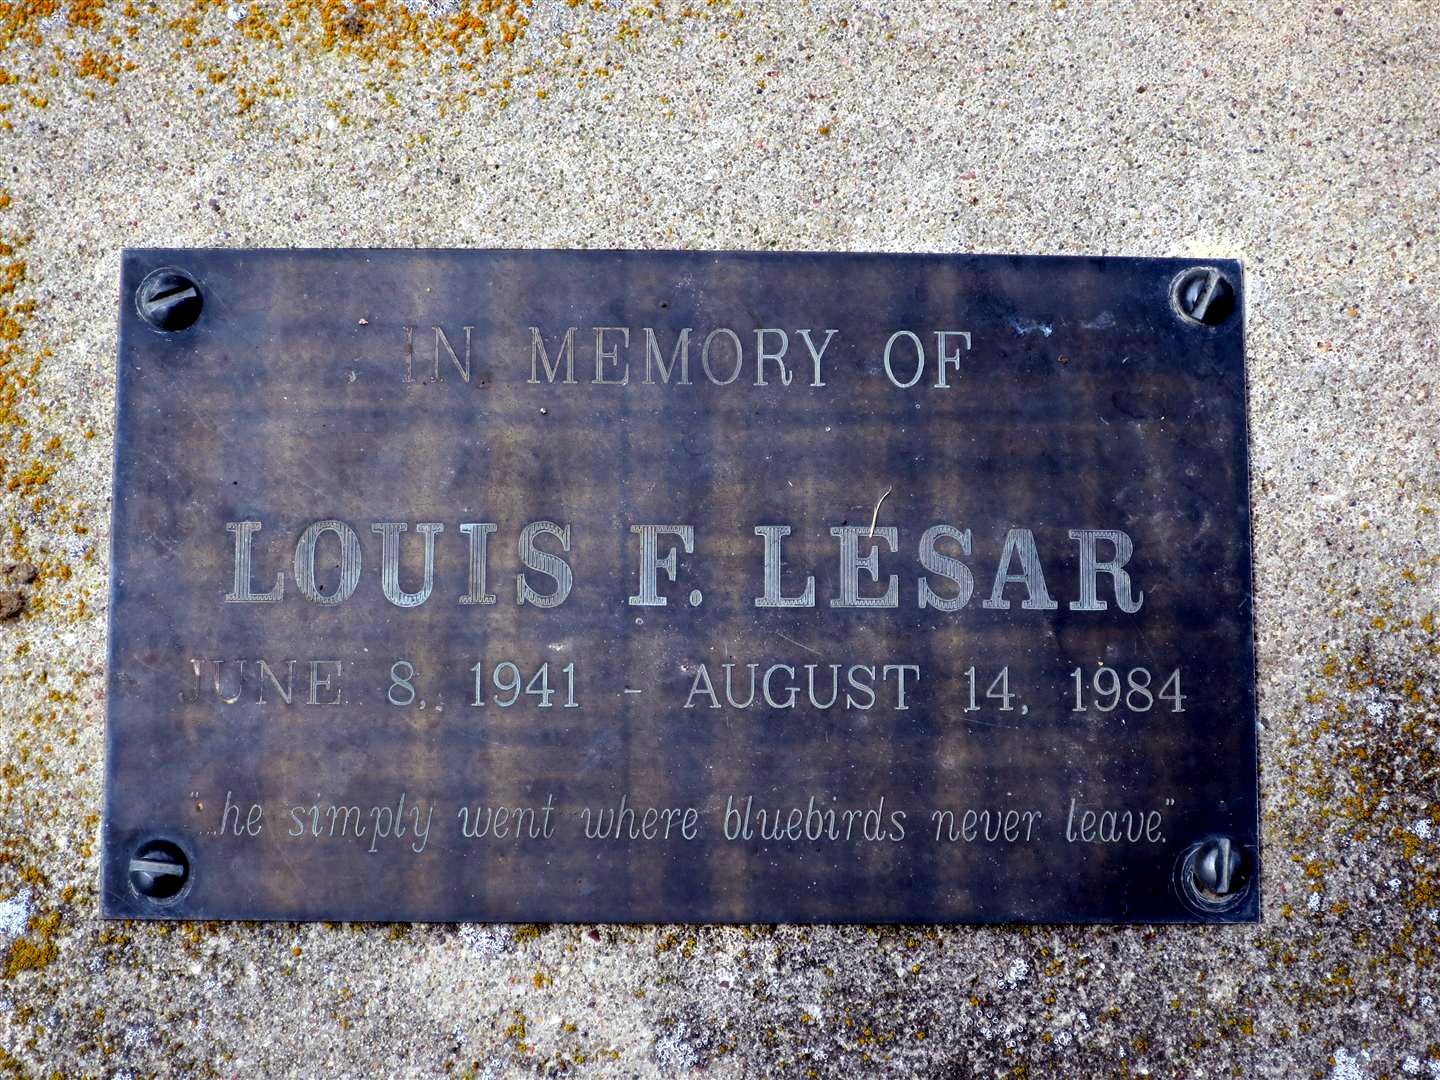 IN MEMORY OF
LOUIS F. LESAR
JUNE 8, 1941 - AUGUST 14, 1984
"...he simply went where bluebirds never leave."